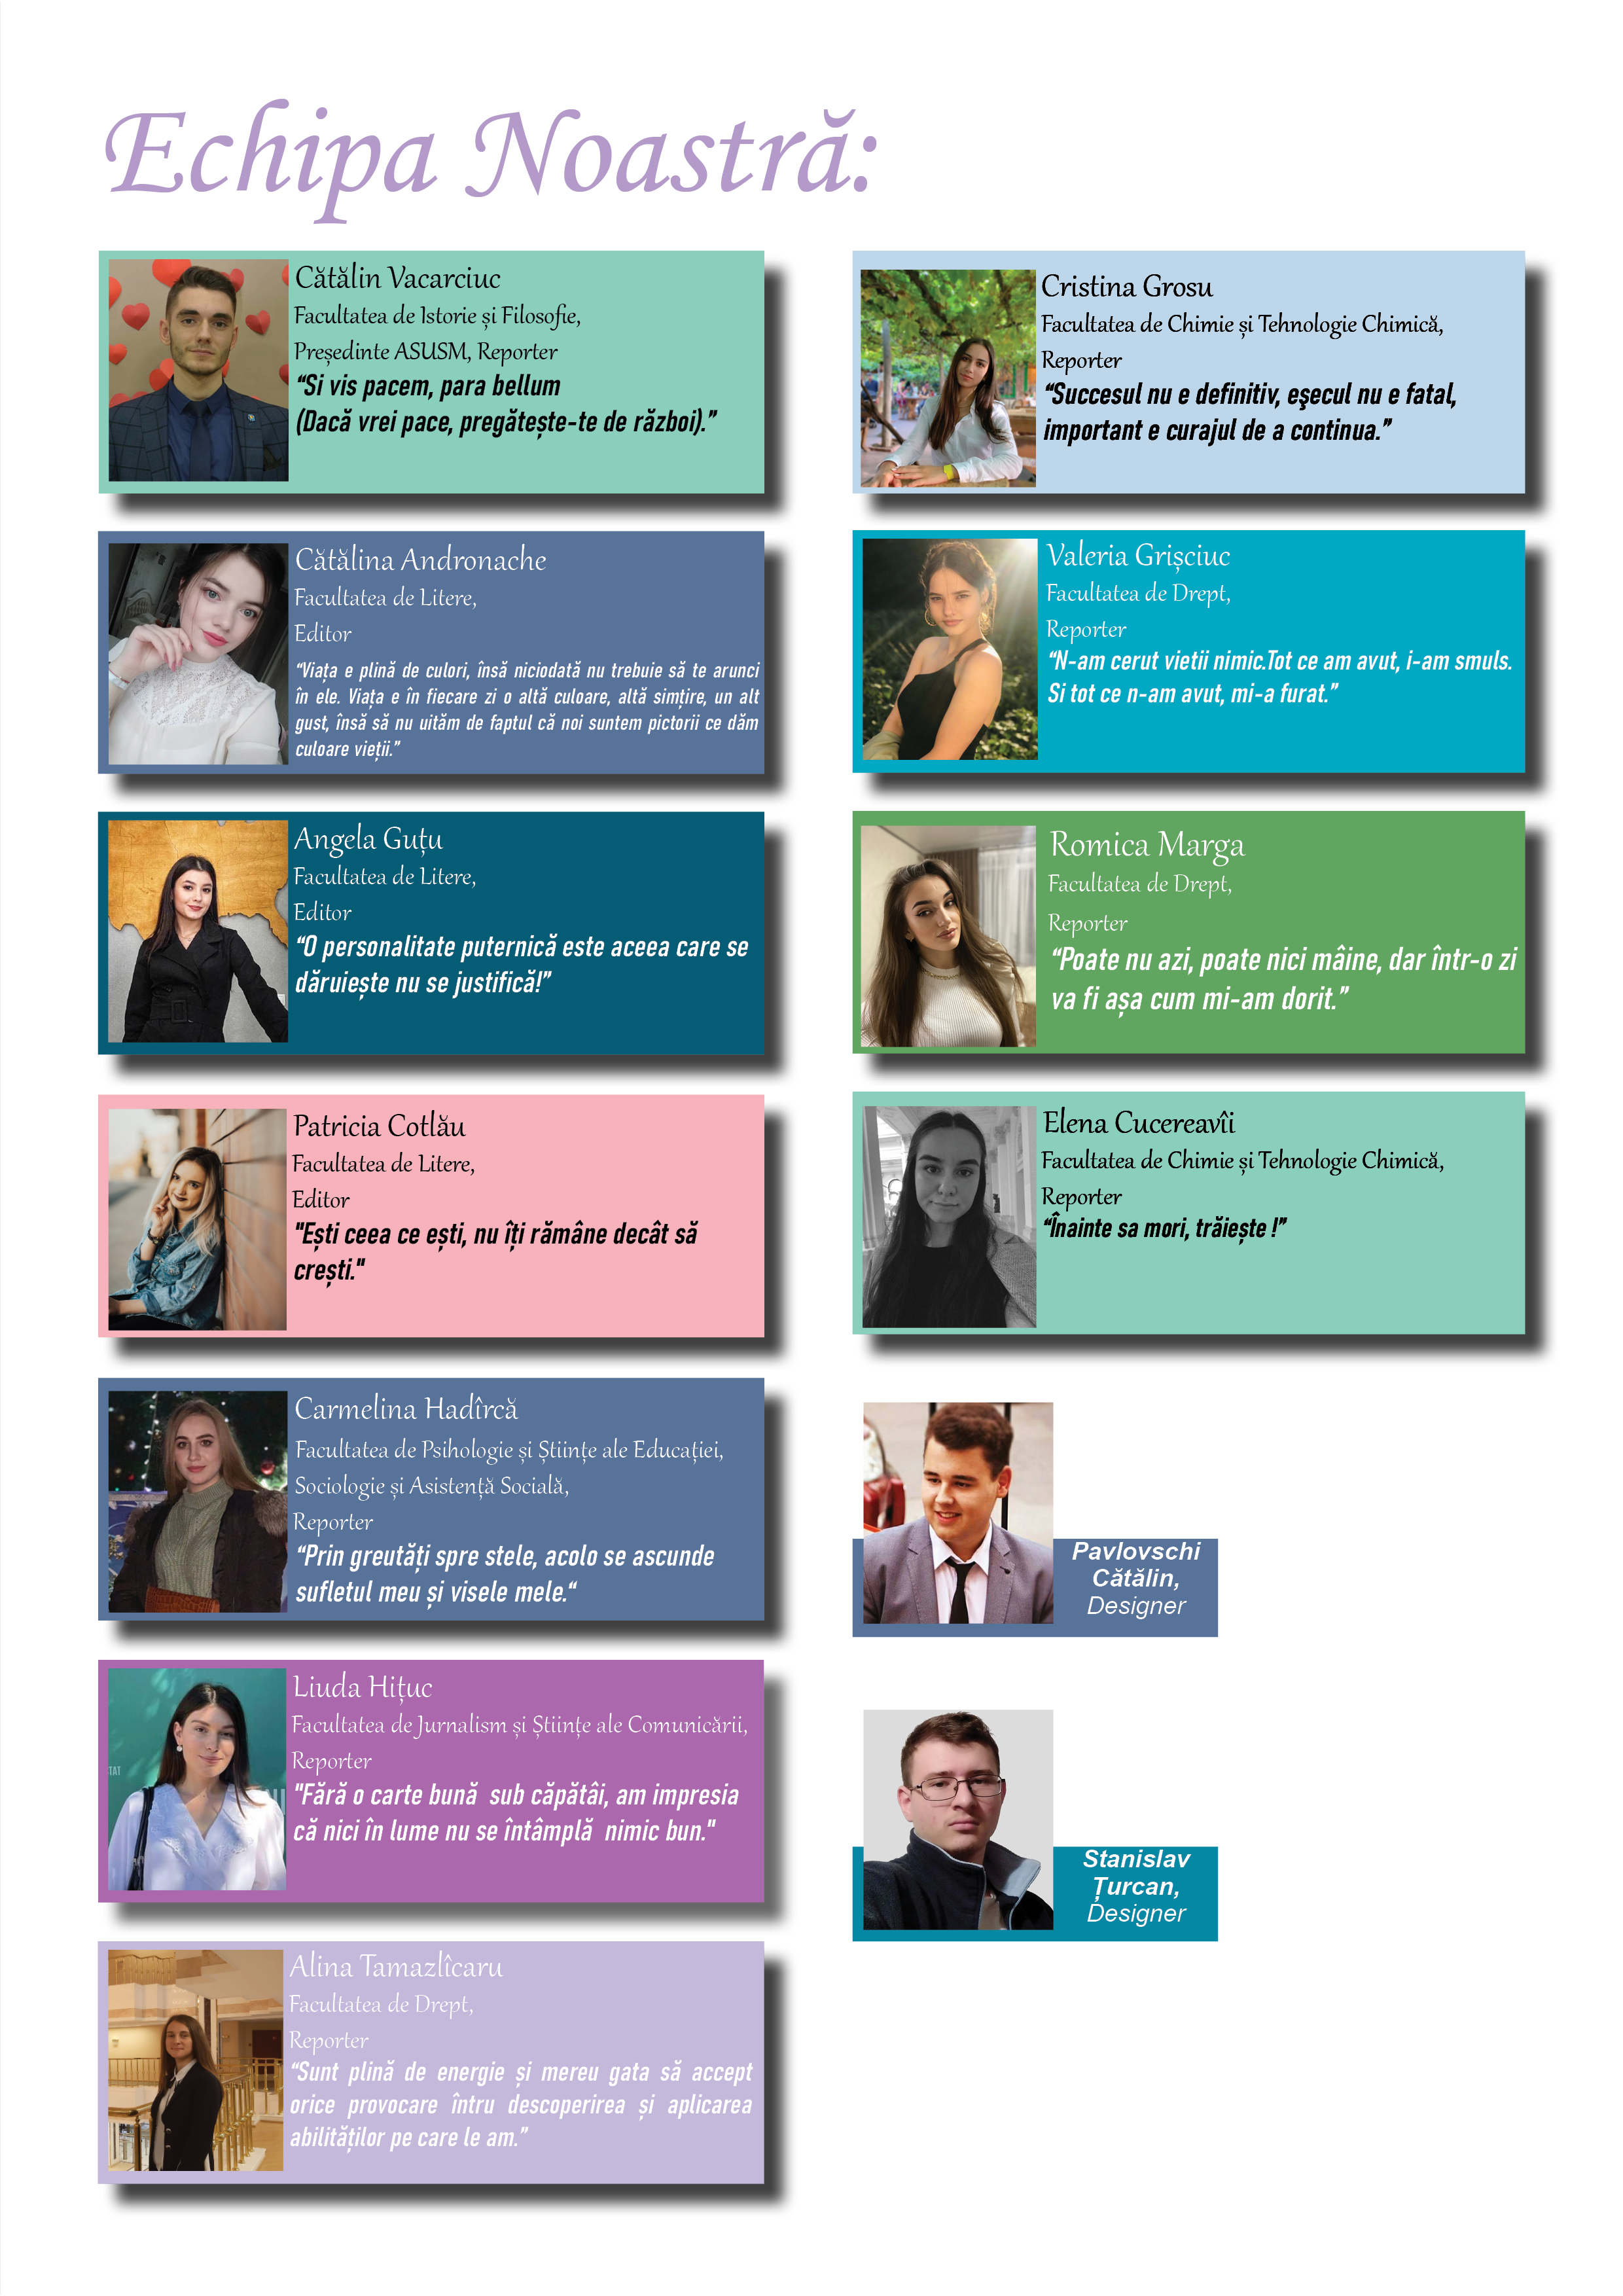 Echipa Noastră:
Cătălin Vacarciuc
Facultatea de Istorie și Filosofie,
Președinte ASUSM, Reporter
“Si vis pacem, para bellum
(Dacă vrei pace, pregătește-te de război).”
Cătălina Andronache
Facultatea de Litere,
Editor
“Viața e plină de culori, însă niciodată nu trebuie să te arunci
în ele. Viața e în fiecare zi o altă culoare, altă simțire, un alt
gust, însă să nu uităm de faptul că noi suntem pictorii ce dăm
culoare vieții.”
Angela Guțu
Facultatea de Litere,
Editor
“O personalitate puternică este aceea care se
dăruiește nu se justifică!”
Patricia Cotlău
Facultatea de Litere,
Editor
"Ești ceea ce ești, nu îți rămâne decât să
crești."
Carmelina Hadîrcă
Facultatea de Psihologie și Științe ale Educației,
Sociologie și Asistență Socială,
Reporter
“Prin greutăți spre stele, acolo se ascunde
sufletul meu și visele mele.“
Liuda Hițuc
Facultatea de Jurnalism și Științe ale Comunicării,
Reporter
"Fără o carte bună  sub căpătâi, am impresia
că nici în lume nu se întâmplă  nimic bun."
Alina Tamazlîcaru
Facultatea de Drept,
Reporter
“Sunt plină de energie și mereu gata să accept
orice provocare întru descoperirea și aplicarea
abilităților pe care le am.”
Cristina Grosu
Facultatea de Chimie și Tehnologie Chimică,
Reporter
“Succesul nu e definitiv, eşecul nu e fatal,
important e curajul de a continua.”
Valeria Grișciuc
Facultatea de Drept,
Reporter
“N-am cerut vietii nimic.Tot ce am avut, i-am smuls.
Si tot ce n-am avut, mi-a furat.”
Romica Marga
Facultatea de Drept,
Reporter
“Poate nu azi, poate nici mâine, dar într-o zi
va fi așa cum mi-am dorit.”
Elena Cucereavîi
Facultatea de Chimie și Tehnologie Chimică,
Reporter
“Înainte sa mori, trăiește !”
Pavlovschi
Cătălin,
Designer
Stanislav
Țurcan,
Designer